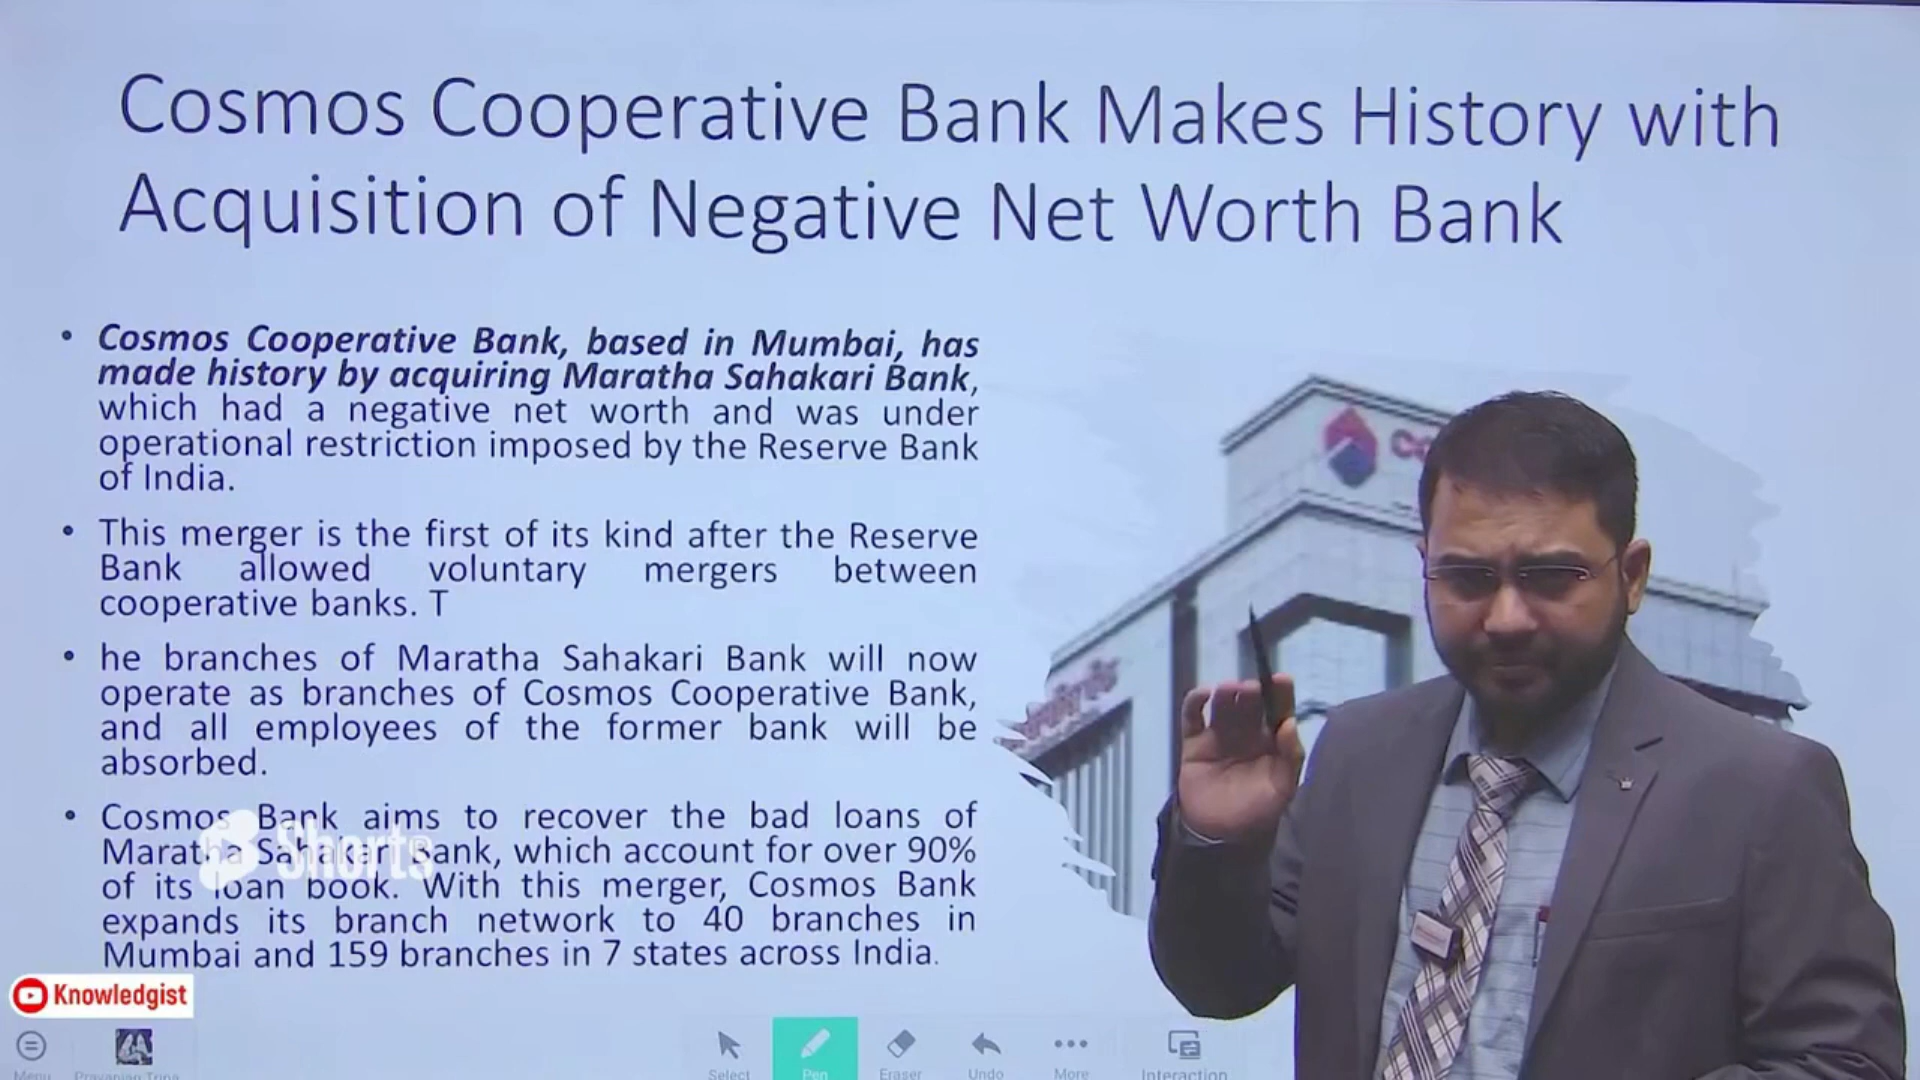 Cosmos Cooperative Bank Makes History with
Acquisition of Negative Net Worth Bank
• Cosmos Cooperative Bank, based in Mumbai, has
made history by acquiring Maratha Sahakari Bank,
which had a negative net worth and was under
operational restriction imposed by the Reserve Bank
of India.
• This merger is the first of its kind after the Reserve
Bank allowed voluntary mergers between
cooperative banks. T
• he branches of Maratha Sahakari Bank will now
operate as branches of Cosmos Cooperative Bank,
and all employees of the former bank will be
absorbed.
• Cosmos Bank aims to recover the bad loans of
Maratha Sahakari Bank, which account for over 90%
of its loan book. With this merger, Cosmos Bank
expands its branch network to 40 branches in
Mumbai and 159 branches in 7 states across India.
Shorts
Knowledgist
Menu
Select
Pen
Eraser
Undo
More
Interaction